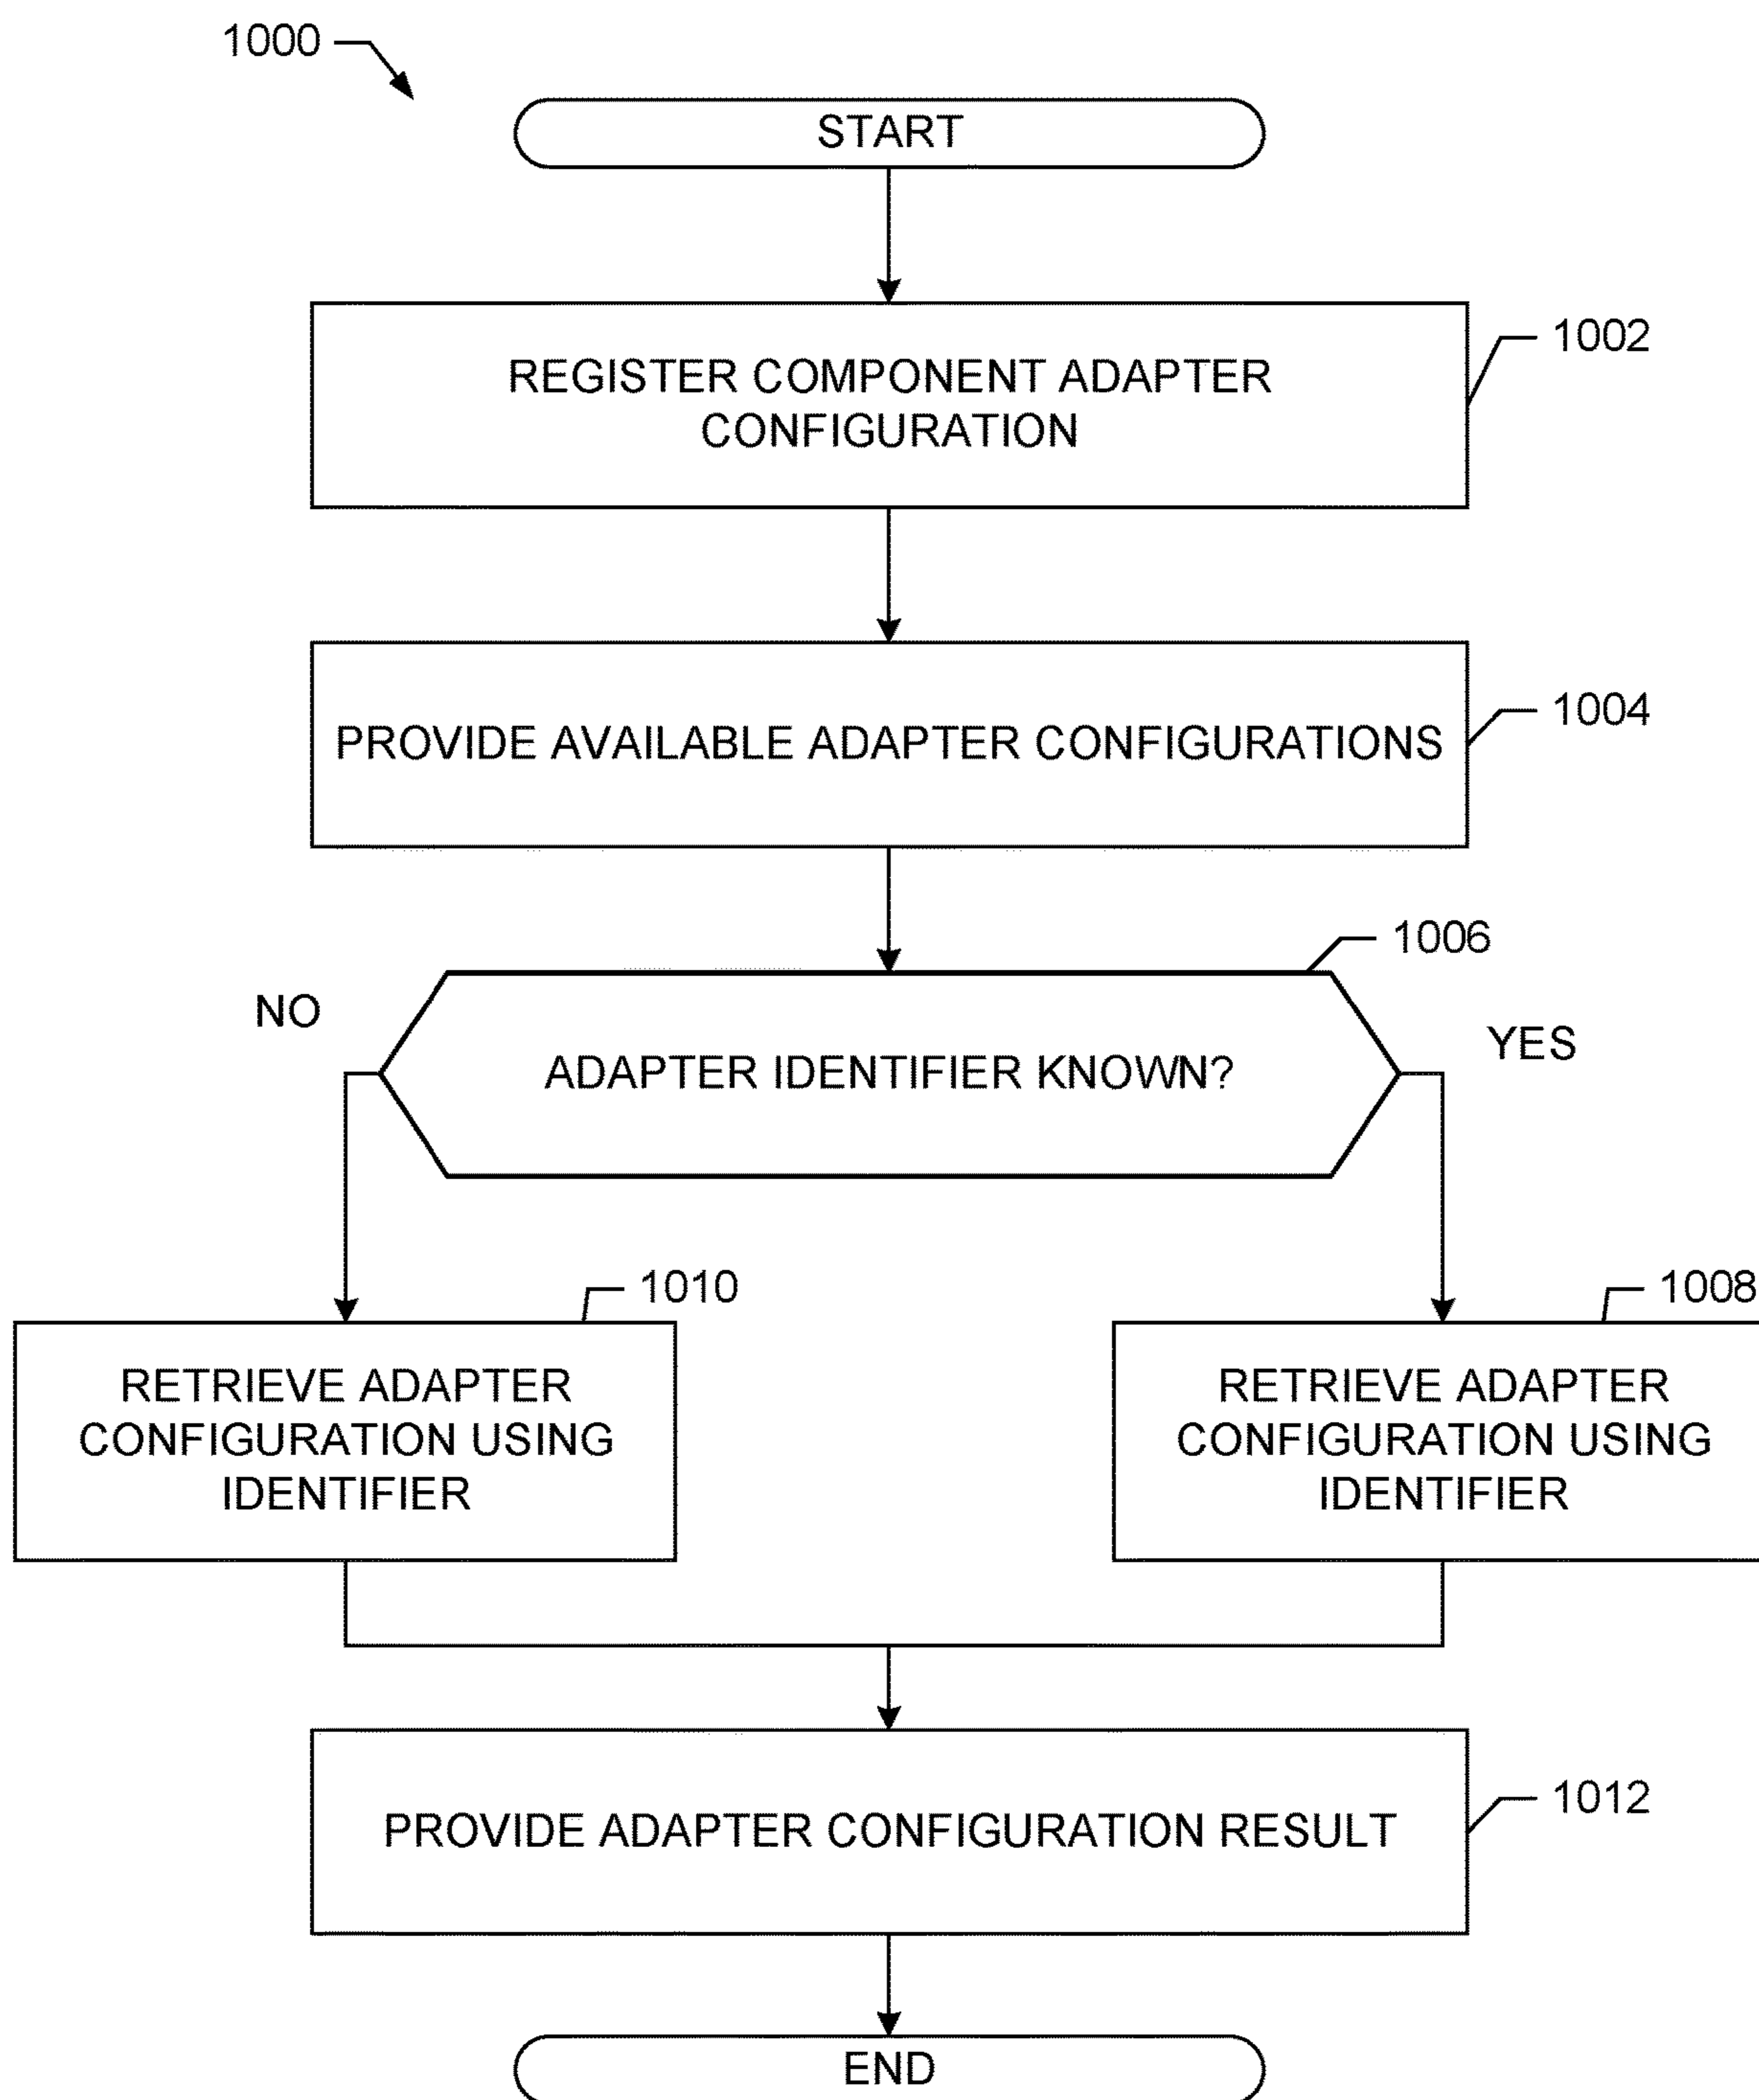 1000
START
REGISTER COMPONENT ADAPTER
CONFIGURATION
1002
PROVIDE AVAILABLE ADAPTER CONFIGURATIONS
1004
1006
NO
ADAPTER IDENTIFIER KNOWN?
YES
1010
RETRIEVE ADAPTER
CONFIGURATION USING
IDENTIFIER
1008
RETRIEVE ADAPTER
CONFIGURATION USING
IDENTIFIER
PROVIDE ADAPTER CONFIGURATION RESULT
1012
END